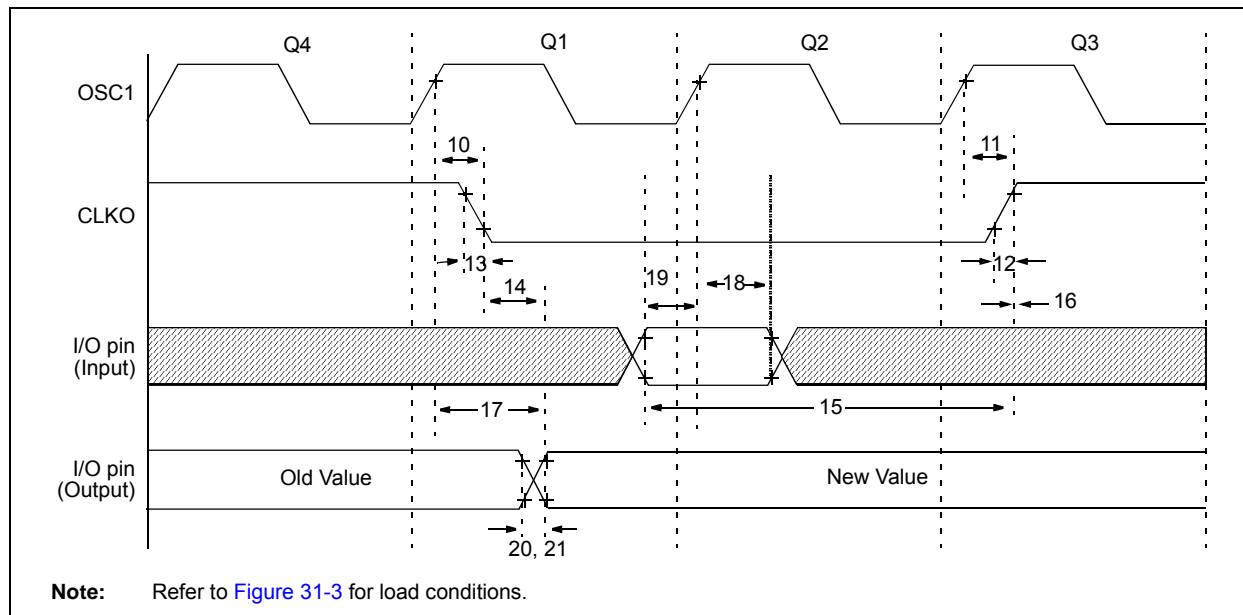 Q4 Q1 Q2 Q3
OSC1
10 11
CLKO
13 12
14 19 18 16
I/O pin
(Input)
17 15
I/O pin
(Output)
Old Value New Value
20, 21
Note: Refer to Figure 31-3 for load conditions.